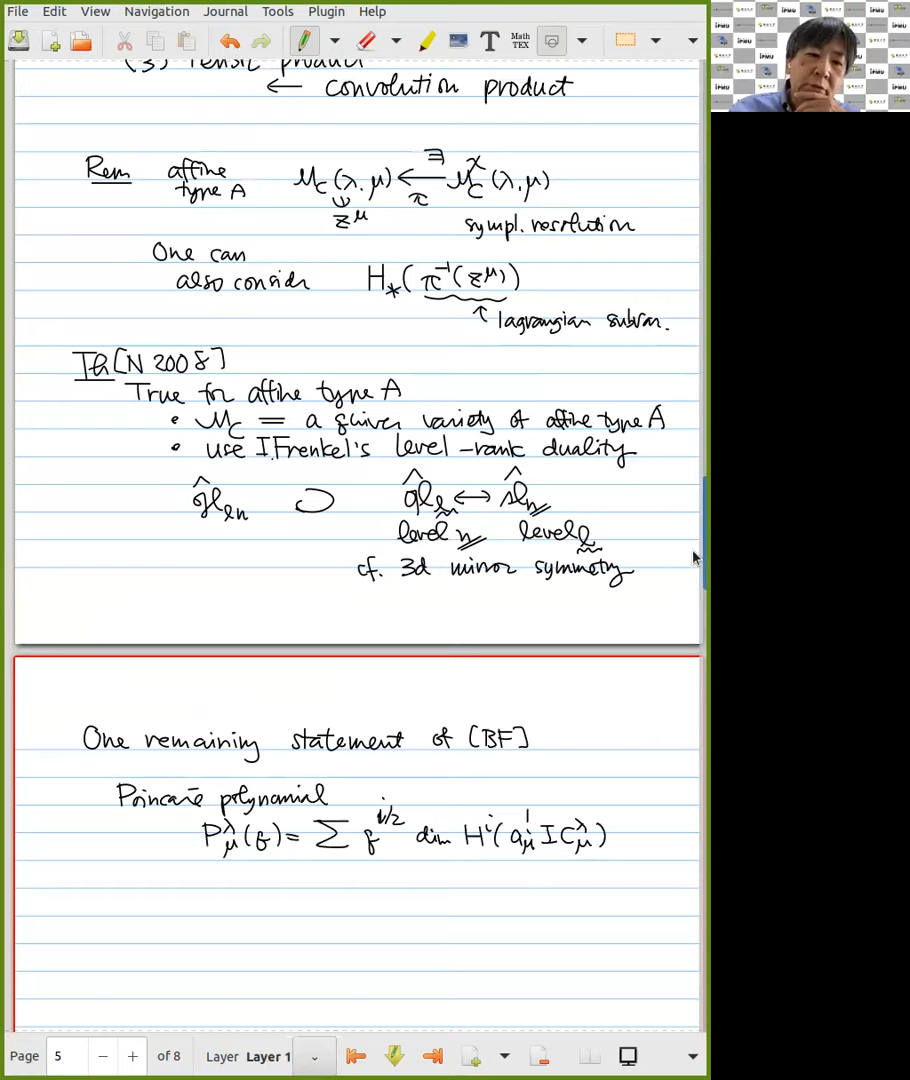 File Edit View Navigation Journal Tools Plugin Help
Math TEX
(3) Tensor product
← convolution product
Rem affine type A M_C(λ,μ) ←∃ π M_C^χ(λ,μ)
z^μ sympl. resolution
One can
also consider H_*(π^{-1}(z^μ))
↑ lagrangian subvar.
Th [N 2008]
True for affine type A
• M_C = a quiver variety of affine type A
• use I.Frenkel's level-rank duality
ĝl_{ln} ⊃ ĝl_l ↔ ŝl_n
level n level l
cf. 3d mirror symmetry
One remaining statement of [BF]
Poincaré polynomial
P^λ_μ(q) = Σ q^{i/2} dim H^i(a^!_μ IC^λ_μ)
Page 5 − + of 8 Layer Layer 1